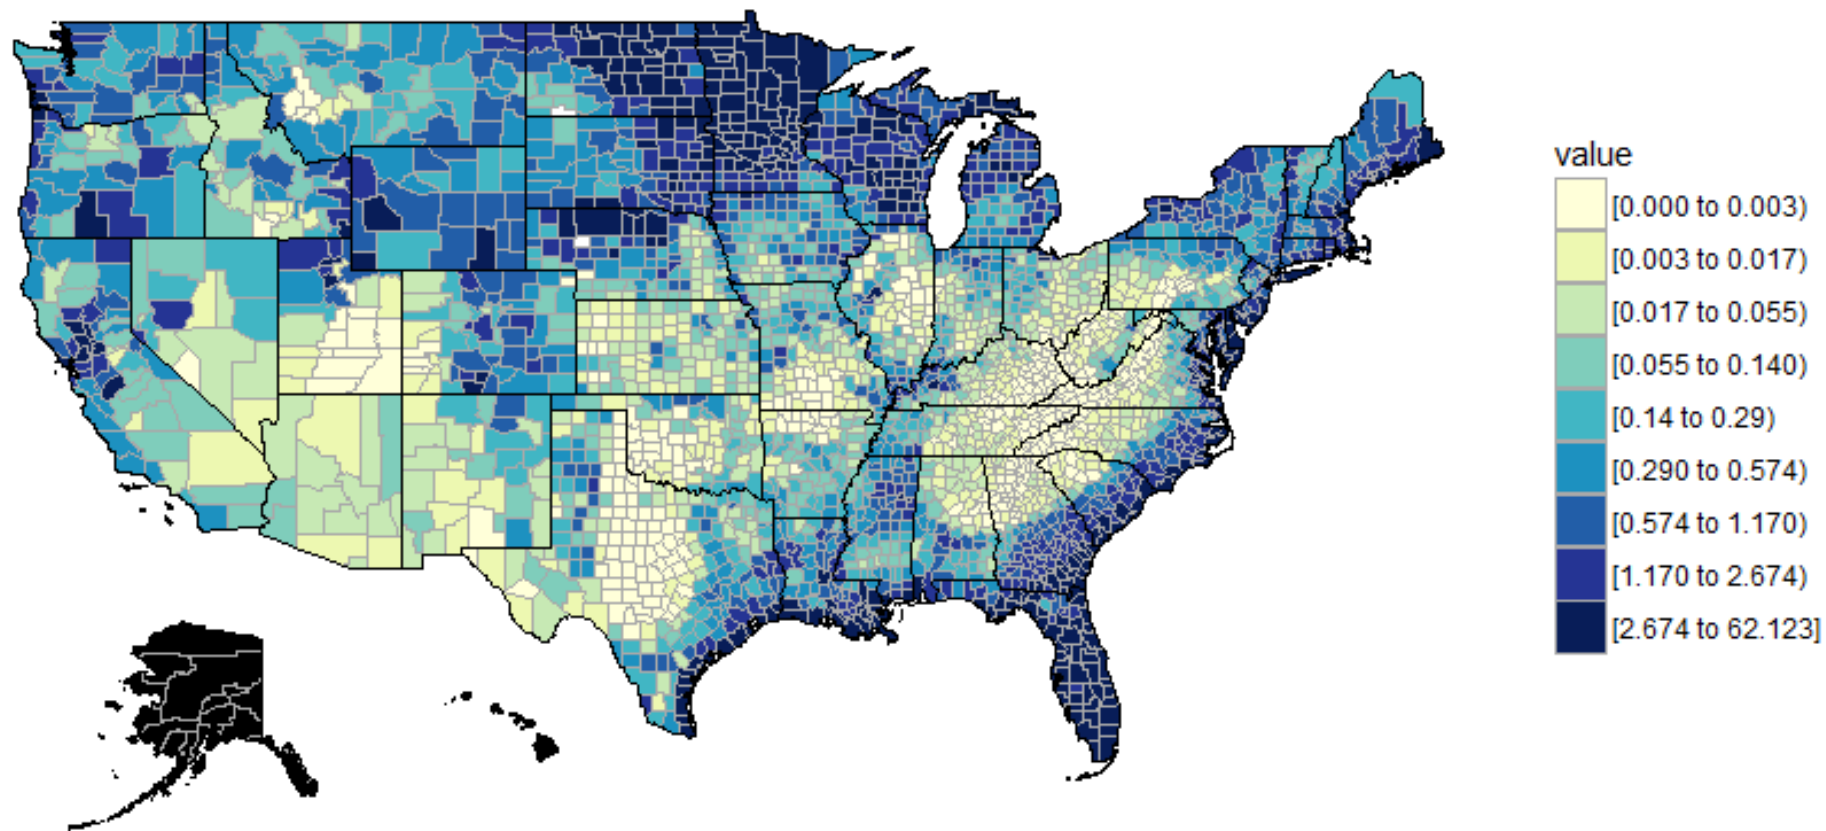 value
[0.000 to 0.003)
[0.003 to 0.017)
[0.017 to 0.055)
[0.055 to 0.140)
[0.14 to 0.29)
[0.290 to 0.574)
[0.574 to 1.170)
[1.170 to 2.674)
[2.674 to 62.123]